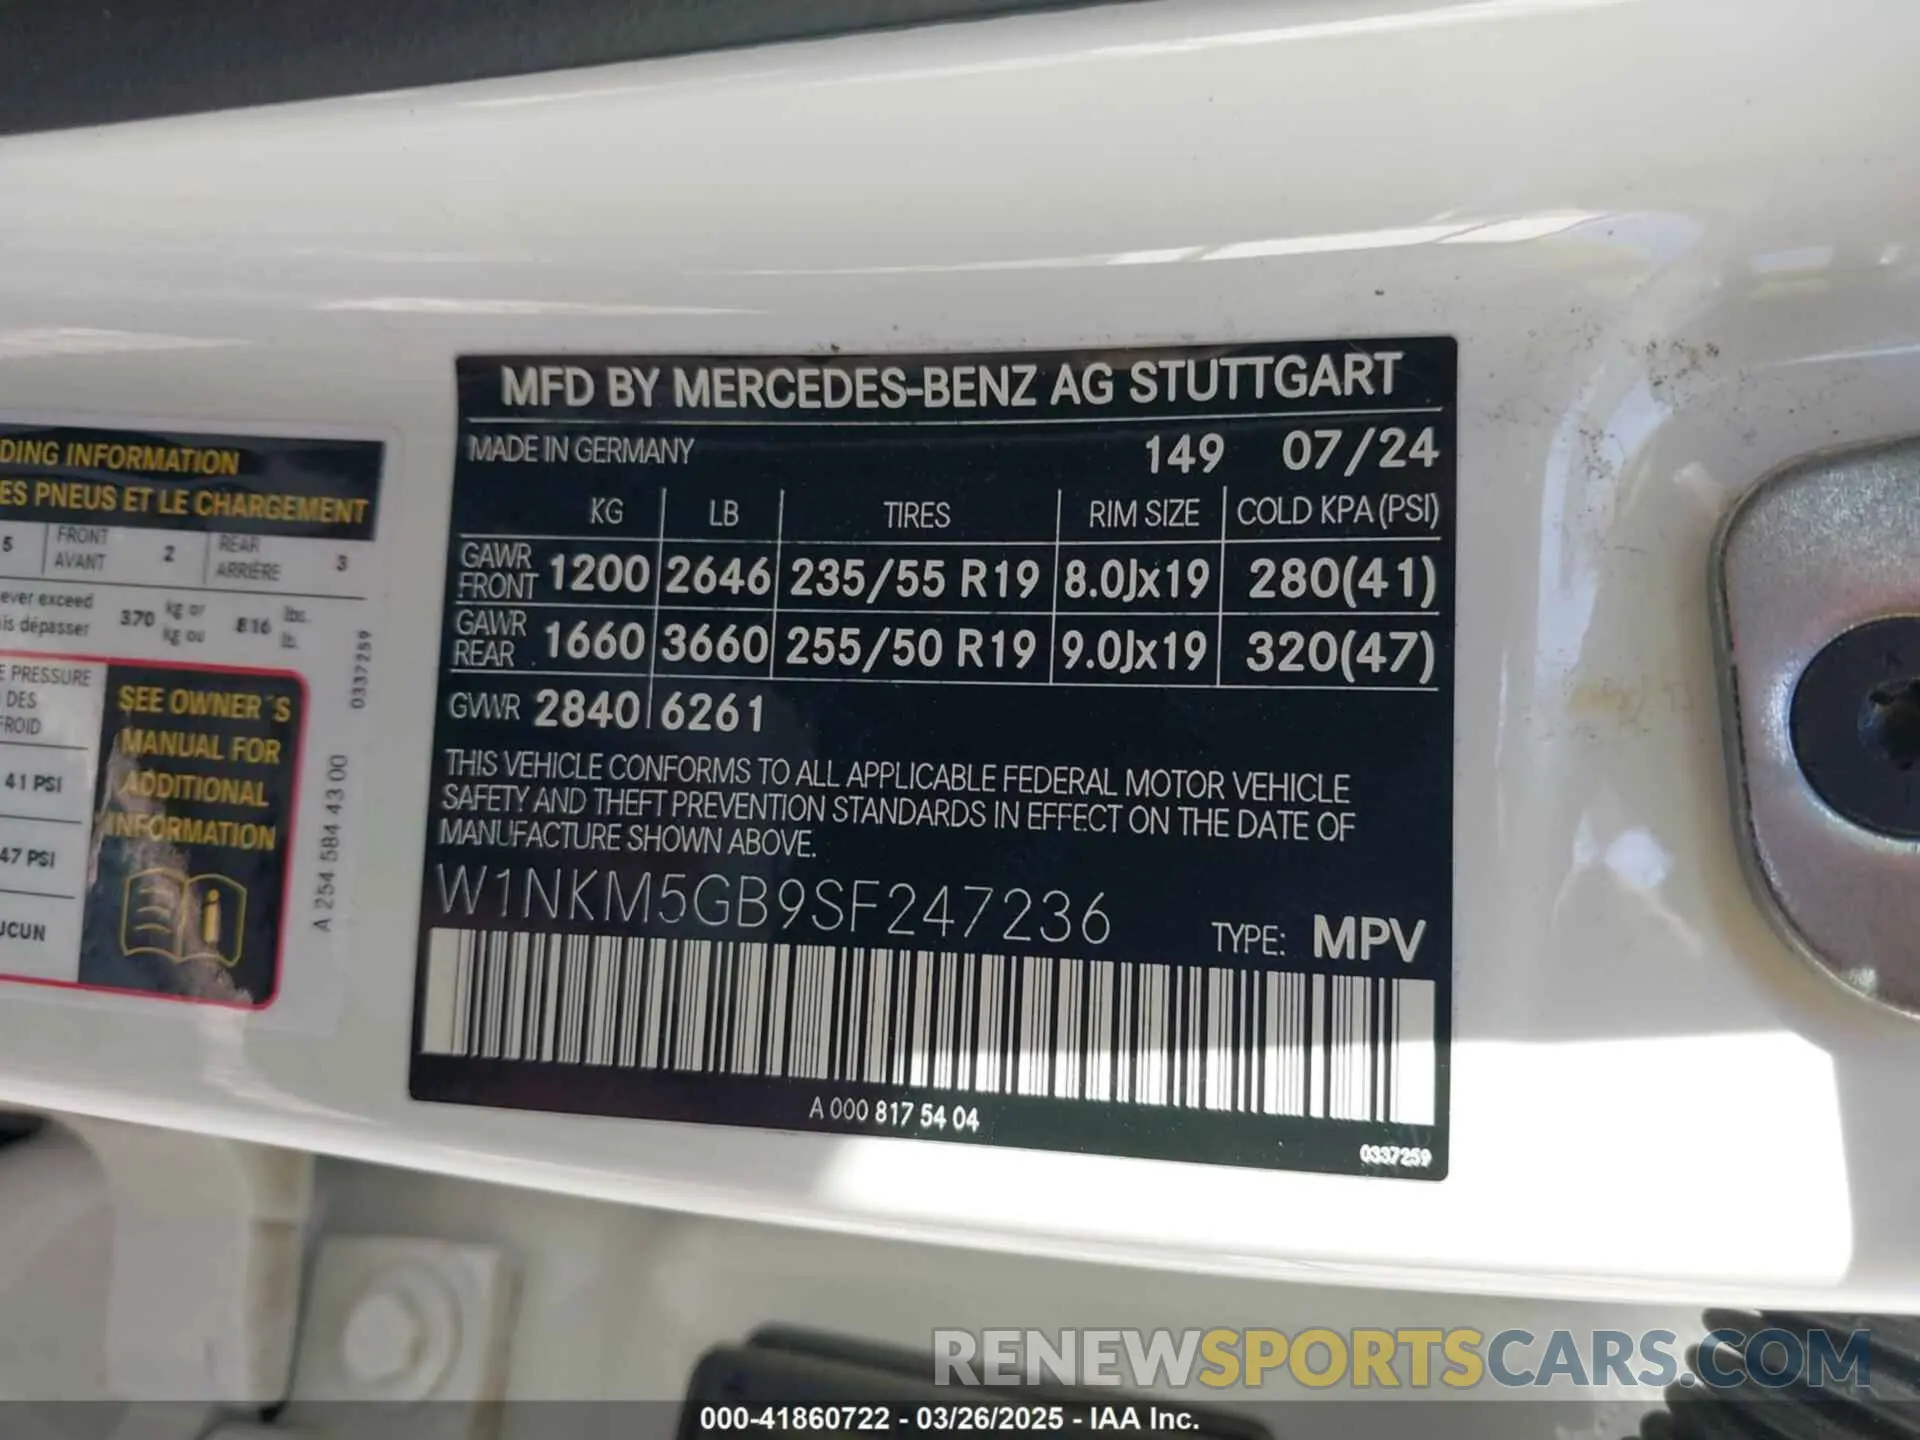 DING INFORMATION
ES PNEUS ET LE CHARGEMENT
5 FRONT AVANT 2 REAR ARRIÈRE 3
ever exceed 370 kg or 816 lbs.
is dépasser kg ou lb.
0337259
E PRESSURE
DES
FROID
41 PSI
47 PSI
UCUN
SEE OWNER´S
MANUAL FOR
ADDITIONAL
INFORMATION
A 254 584 43 00
MFD BY MERCEDES-BENZ AG STUTTGART
MADE IN GERMANY 149 07/24
KG LB TIRES RIM SIZE COLD KPA (PSI)
GAWR FRONT 1200 2646 235/55 R19 8.0Jx19 280(41)
GAWR REAR 1660 3660 255/50 R19 9.0Jx19 320(47)
GVWR 2840 6261
THIS VEHICLE CONFORMS TO ALL APPLICABLE FEDERAL MOTOR VEHICLE
SAFETY AND THEFT PREVENTION STANDARDS IN EFFECT ON THE DATE OF
MANUFACTURE SHOWN ABOVE.
W1NKM5GB9SF247236 TYPE: MPV
A 000 817 54 04
0337259
RENEWSPORTSCARS.COM
000-41860722 - 03/26/2025 - IAA Inc.